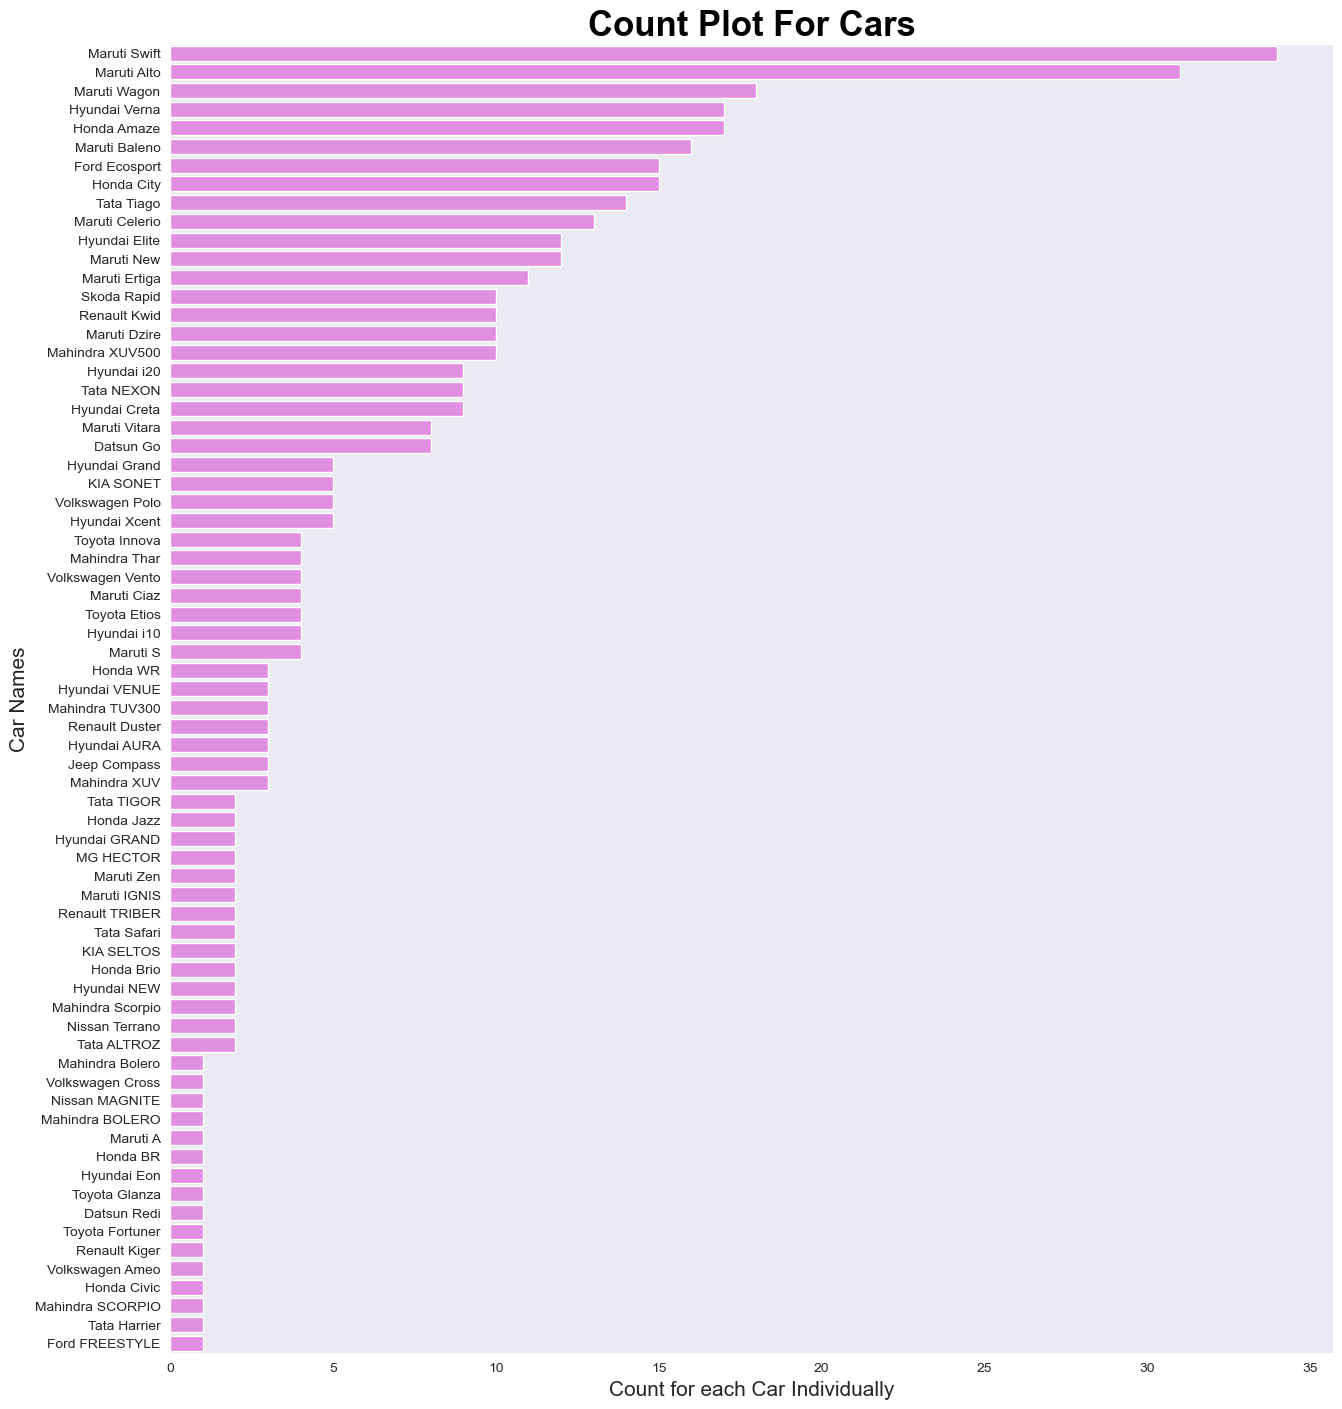 Count Plot For Cars
Maruti Swift
Maruti Alto
Maruti Wagon
Hyundai Verna
Honda Amaze
Maruti Baleno
Ford Ecosport
Honda City
Tata Tiago
Maruti Celerio
Hyundai Elite
Maruti New
Maruti Ertiga
Skoda Rapid
Renault Kwid
Maruti Dzire
Mahindra XUV500
Hyundai i20
Tata NEXON
Hyundai Creta
Maruti Vitara
Datsun Go
Hyundai Grand
KIA SONET
Volkswagen Polo
Hyundai Xcent
Toyota Innova
Mahindra Thar
Volkswagen Vento
Maruti Ciaz
Toyota Etios
Hyundai i10
Maruti S
Honda WR
Hyundai VENUE
Mahindra TUV300
Renault Duster
Hyundai AURA
Jeep Compass
Mahindra XUV
Tata TIGOR
Honda Jazz
Hyundai GRAND
MG HECTOR
Maruti Zen
Maruti IGNIS
Renault TRIBER
Tata Safari
KIA SELTOS
Honda Brio
Hyundai NEW
Mahindra Scorpio
Nissan Terrano
Tata ALTROZ
Mahindra Bolero
Volkswagen Cross
Nissan MAGNITE
Mahindra BOLERO
Maruti A
Honda BR
Hyundai Eon
Toyota Glanza
Datsun Redi
Toyota Fortuner
Renault Kiger
Volkswagen Ameo
Honda Civic
Mahindra SCORPIO
Tata Harrier
Ford FREESTYLE
Car Names
0 5 10 15 20 25 30 35
Count for each Car Individually